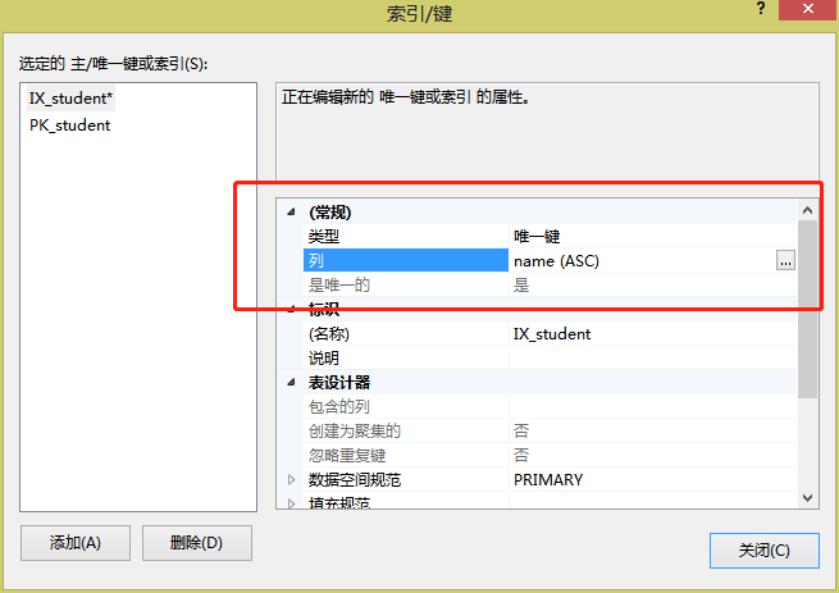 索引/键
?
×
选定的 主/唯一键或索引(S):
IX_student*
PK_student
正在编辑新的 唯一键或索引 的属性。
(常规)
类型 唯一键
列 name (ASC) ...
是唯一的 是
标识
(名称) IX_student
说明
表设计器
包含的列
创建为聚集的 否
忽略重复键 否
数据空间规范 PRIMARY
填充规范
添加(A)
删除(D)
关闭(C)